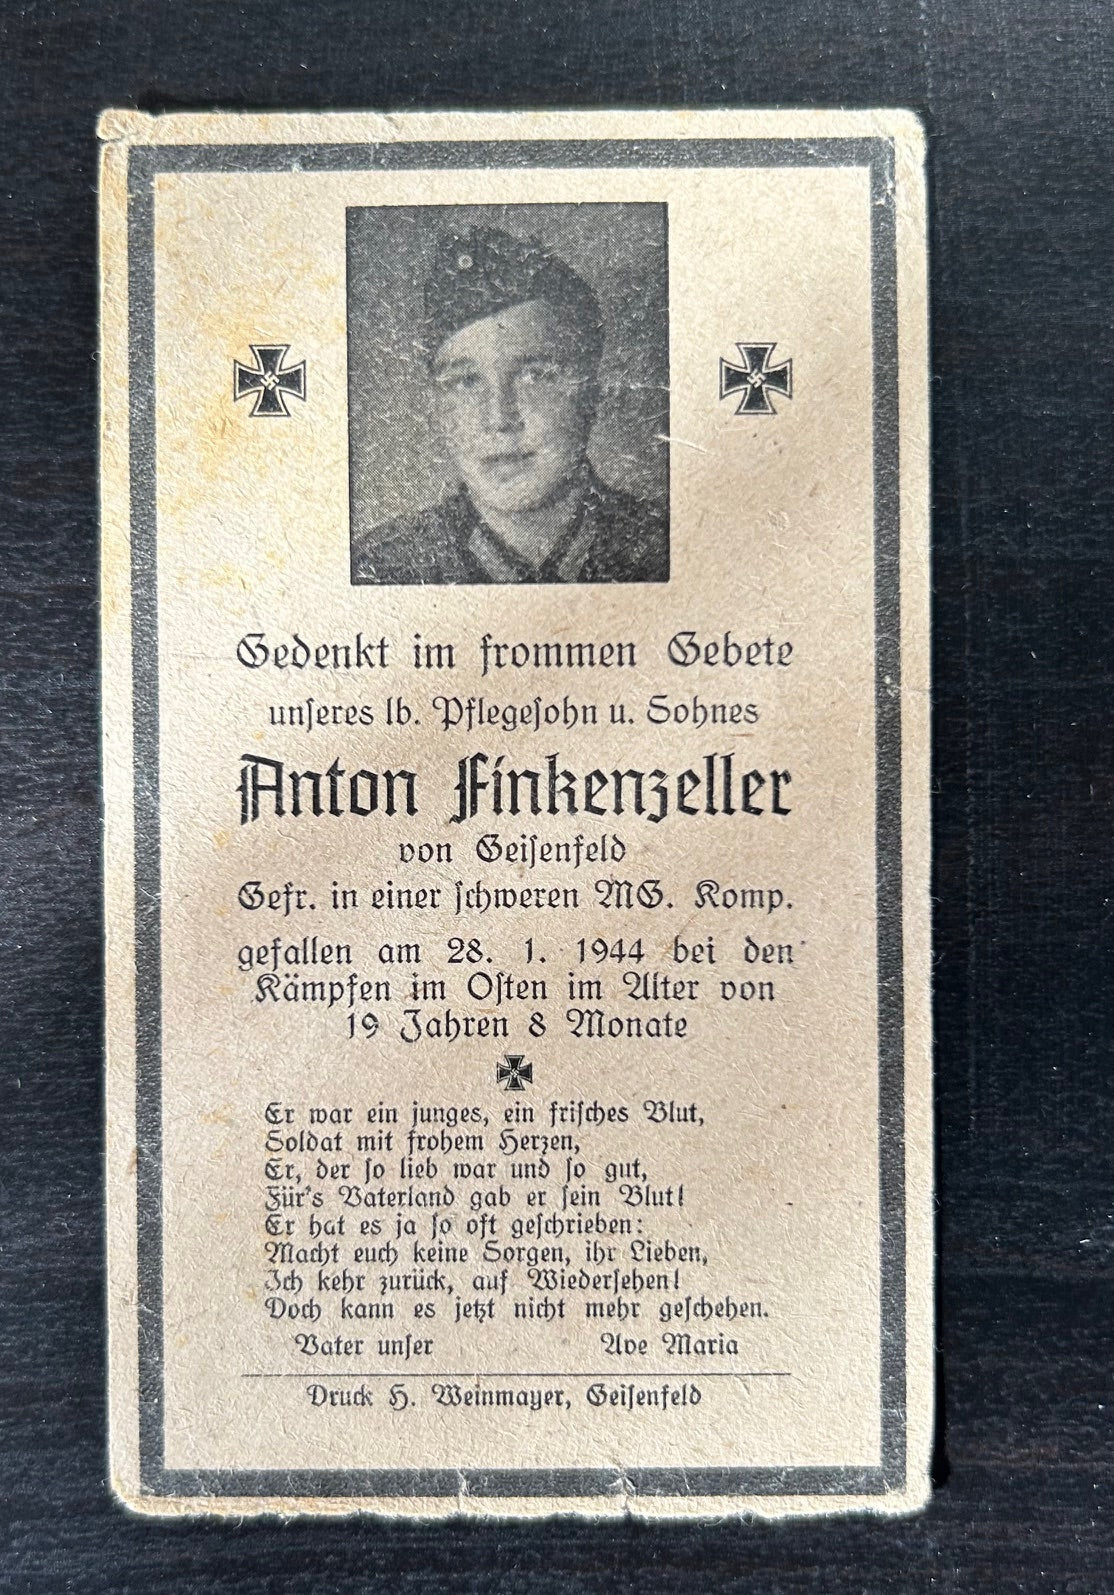 Gedenkt im frommen Gebete
unseres lb. Pflegesohn u. Sohnes
Anton Finkenzeller
von Geisenfeld
Gefr. in einer schweren MG. Komp.
gefallen am 28. 1. 1944 bei den
Kämpfen im Osten im Alter von
19 Jahren 8 Monate
Er war ein junges, ein frisches Blut,
Soldat mit frohem Herzen,
Er, der so lieb war und so gut,
Für's Vaterland gab er sein Blut!
Er hat es ja so oft geschrieben:
Macht euch keine Sorgen, ihr Lieben,
Ich kehr zurück, auf Wiedersehen!
Doch kann es jetzt nicht mehr geschehen.
Vater unser Ave Maria
Druck H. Weinmayer, Geisenfeld